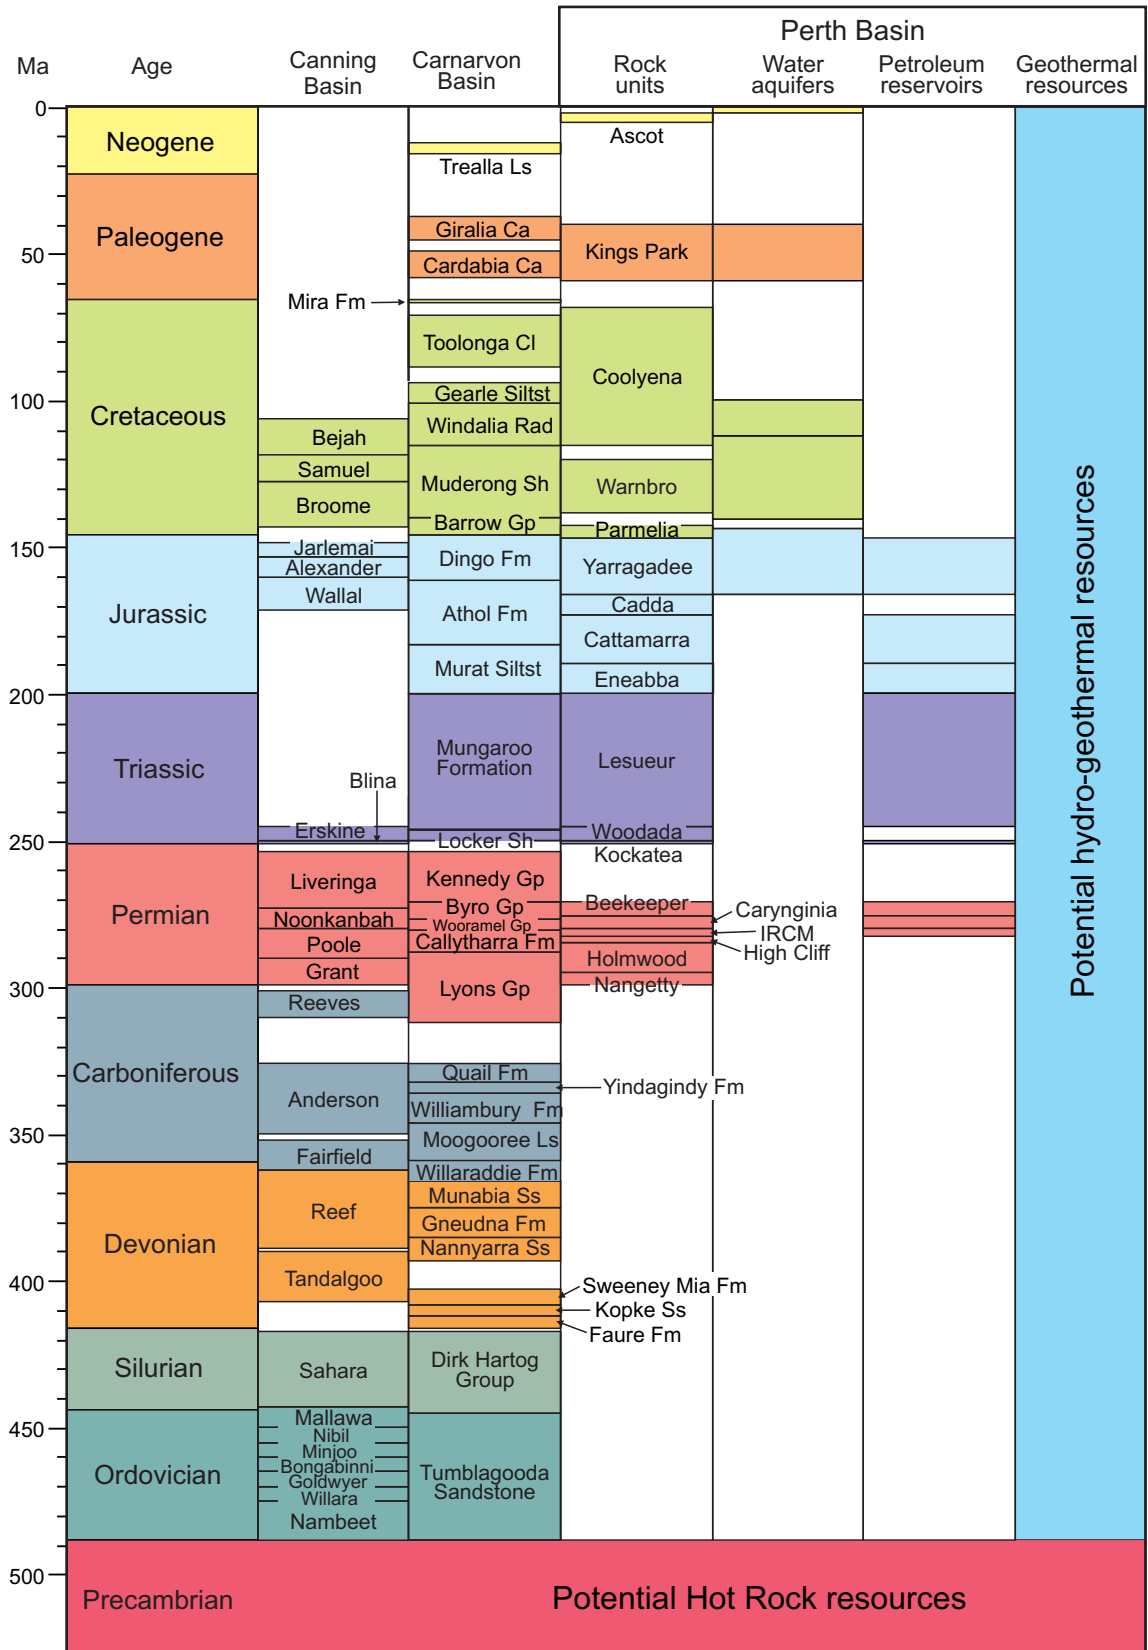 Perth Basin
Ma
Age
Canning
Basin
Carnarvon
Basin
Rock
units
Water
aquifers
Petroleum
reservoirs
Geothermal
resources
0
50
100
150
200
250
300
350
400
450
500
Neogene
Paleogene
Cretaceous
Jurassic
Triassic
Permian
Carboniferous
Devonian
Silurian
Ordovician
Precambrian
Mira Fm
Bejah
Samuel
Broome
Jarlemai
Alexander
Wallal
Blina
Erskine
Liveringa
Noonkanbah
Poole
Grant
Reeves
Anderson
Fairfield
Reef
Tandalgoo
Sahara
Mallawa
Nibil
Minjoo
Bongabinni
Goldwyer
Willara
Nambeet
Trealla Ls
Giralia Ca
Cardabia Ca
Toolonga Cl
Gearle Siltst
Windalia Rad
Muderong Sh
Barrow Gp
Dingo Fm
Athol Fm
Murat Siltst
Mungaroo
Formation
Locker Sh
Kennedy Gp
Byro Gp
Wooramel Gp
Callytharra Fm
Lyons Gp
Quail Fm
Yindagindy Fm
Williambury Fm
Moogooree Ls
Willaraddie Fm
Munabia Ss
Gneudna Fm
Nannyarra Ss
Sweeney Mia Fm
Kopke Ss
Faure Fm
Dirk Hartog
Group
Tumblagooda
Sandstone
Ascot
Kings Park
Coolyena
Warnbro
Parmelia
Yarragadee
Cadda
Cattamarra
Eneabba
Lesueur
Woodada
Kockatea
Beekeeper
Carynginia
IRCM
High Cliff
Holmwood
Nangetty
Potential hydro-geothermal resources
Potential Hot Rock resources